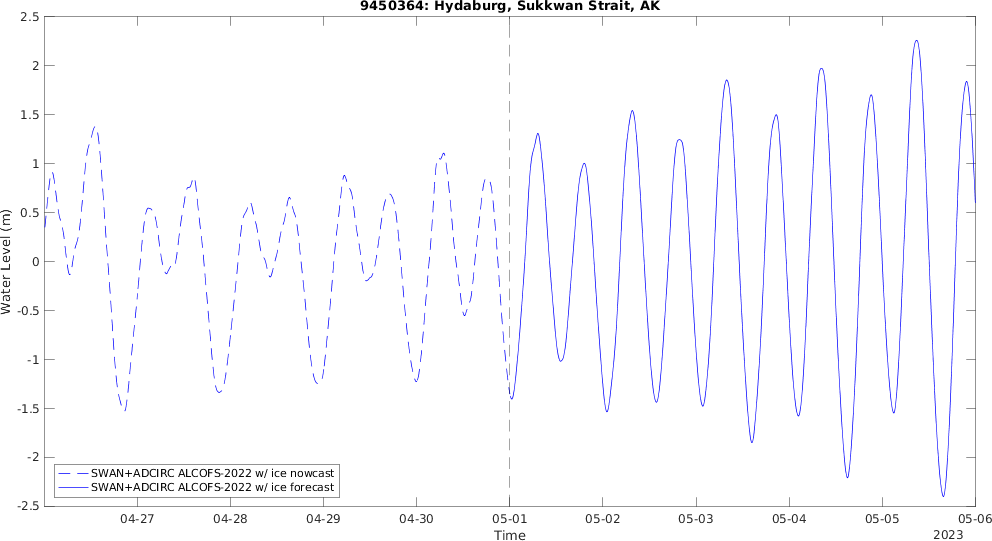 9450364: Hydaburg, Sukkwan Strait, AK
2.5
2
1.5
1
0.5
0
-0.5
-1
-1.5
-2
-2.5
Water Level (m)
SWAN+ADCIRC ALCOFS-2022 w/ ice nowcast
SWAN+ADCIRC ALCOFS-2022 w/ ice forecast
04-27 04-28 04-29 04-30 05-01 05-02 05-03 05-04 05-05 05-06
Time
2023